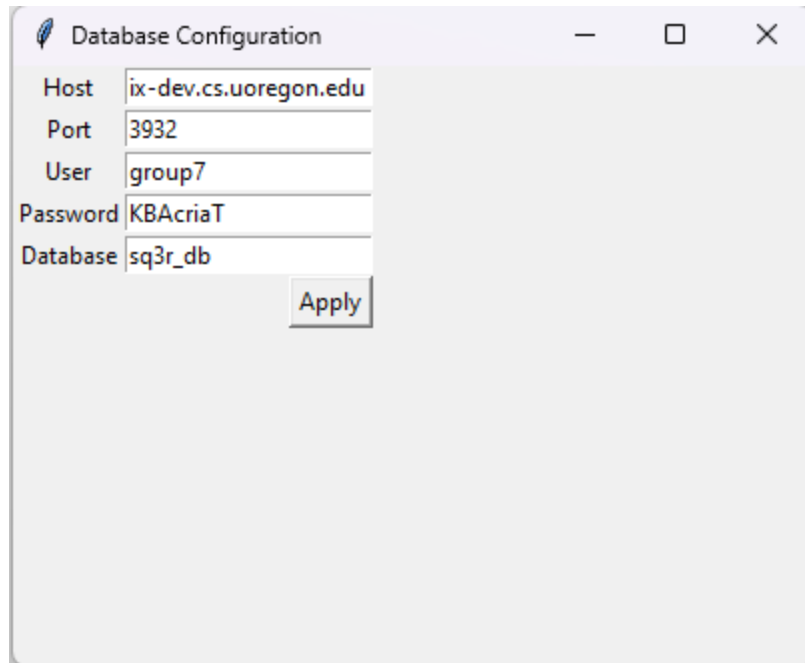 Database Configuration
Host ix-dev.cs.uoregon.edu
Port 3932
User group7
Password KBAcriaT
Database sq3r_db
Apply